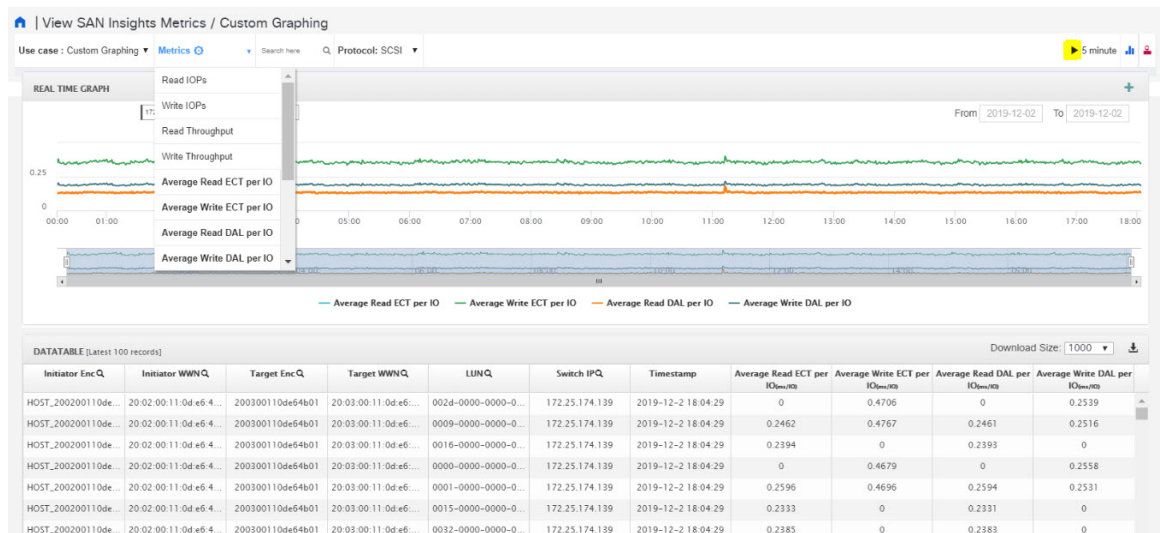 | View SAN Insights Metrics / Custom Graphing
Use case : Custom Graphing Metrics Search here Protocol: SCSI 5 minute
REAL TIME GRAPH +
Read IOPs
Write IOPs
Read Throughput
Write Throughput
Average Read ECT per IO
Average Write ECT per IO
Average Read DAL per IO
Average Write DAL per IO
From 2019-12-02 To 2019-12-02
0.25
0
00:00 01:00 05:00 06:00 07:00 08:00 09:00 10:00 11:00 12:00 13:00 14:00 15:00 16:00 17:00 18:00
04:00 06:00 08:00 10:00 12:00 14:00 16:00
Average Read ECT per IO Average Write ECT per IO Average Read DAL per IO Average Write DAL per IO
DATATABLE [Latest 100 records] Download Size: 1000
Initiator Enc Initiator WWN Target Enc Target WWN LUN Switch IP Timestamp Average Read ECT per IO(ms/IO) Average Write ECT per IO(ms/IO) Average Read DAL per IO(ms/IO) Average Write DAL per IO(ms/IO)
HOST_200200110de... 20:02:00:11:0d:e6:4... 200300110de64b01 20:03:00:11:0d:e6:... 002d-0000-0000-0... 172.25.174.139 2019-12-2 18:04:29 0 0.4706 0 0.2539
HOST_200200110de... 20:02:00:11:0d:e6:4... 200300110de64b01 20:03:00:11:0d:e6:... 0009-0000-0000-0... 172.25.174.139 2019-12-2 18:04:29 0.2462 0.4767 0.2461 0.2516
HOST_200200110de... 20:02:00:11:0d:e6:4... 200300110de64b01 20:03:00:11:0d:e6:... 0016-0000-0000-0... 172.25.174.139 2019-12-2 18:04:29 0.2394 0 0.2393 0
HOST_200200110de... 20:02:00:11:0d:e6:4... 200300110de64b01 20:03:00:11:0d:e6:... 0000-0000-0000-0... 172.25.174.139 2019-12-2 18:04:29 0 0.4679 0 0.2558
HOST_200200110de... 20:02:00:11:0d:e6:4... 200300110de64b01 20:03:00:11:0d:e6:... 0001-0000-0000-0... 172.25.174.139 2019-12-2 18:04:29 0.2596 0.4696 0.2594 0.2531
HOST_200200110de... 20:02:00:11:0d:e6:4... 200300110de64b01 20:03:00:11:0d:e6:... 0015-0000-0000-0... 172.25.174.139 2019-12-2 18:04:29 0.2333 0 0.2331 0
HOST_200200110de... 20:02:00:11:0d:e6:4... 200300110de64b01 20:03:00:11:0d:e6:... 0032-0000-0000-0... 172.25.174.139 2019-12-2 18:04:29 0.2385 0 0.2383 0